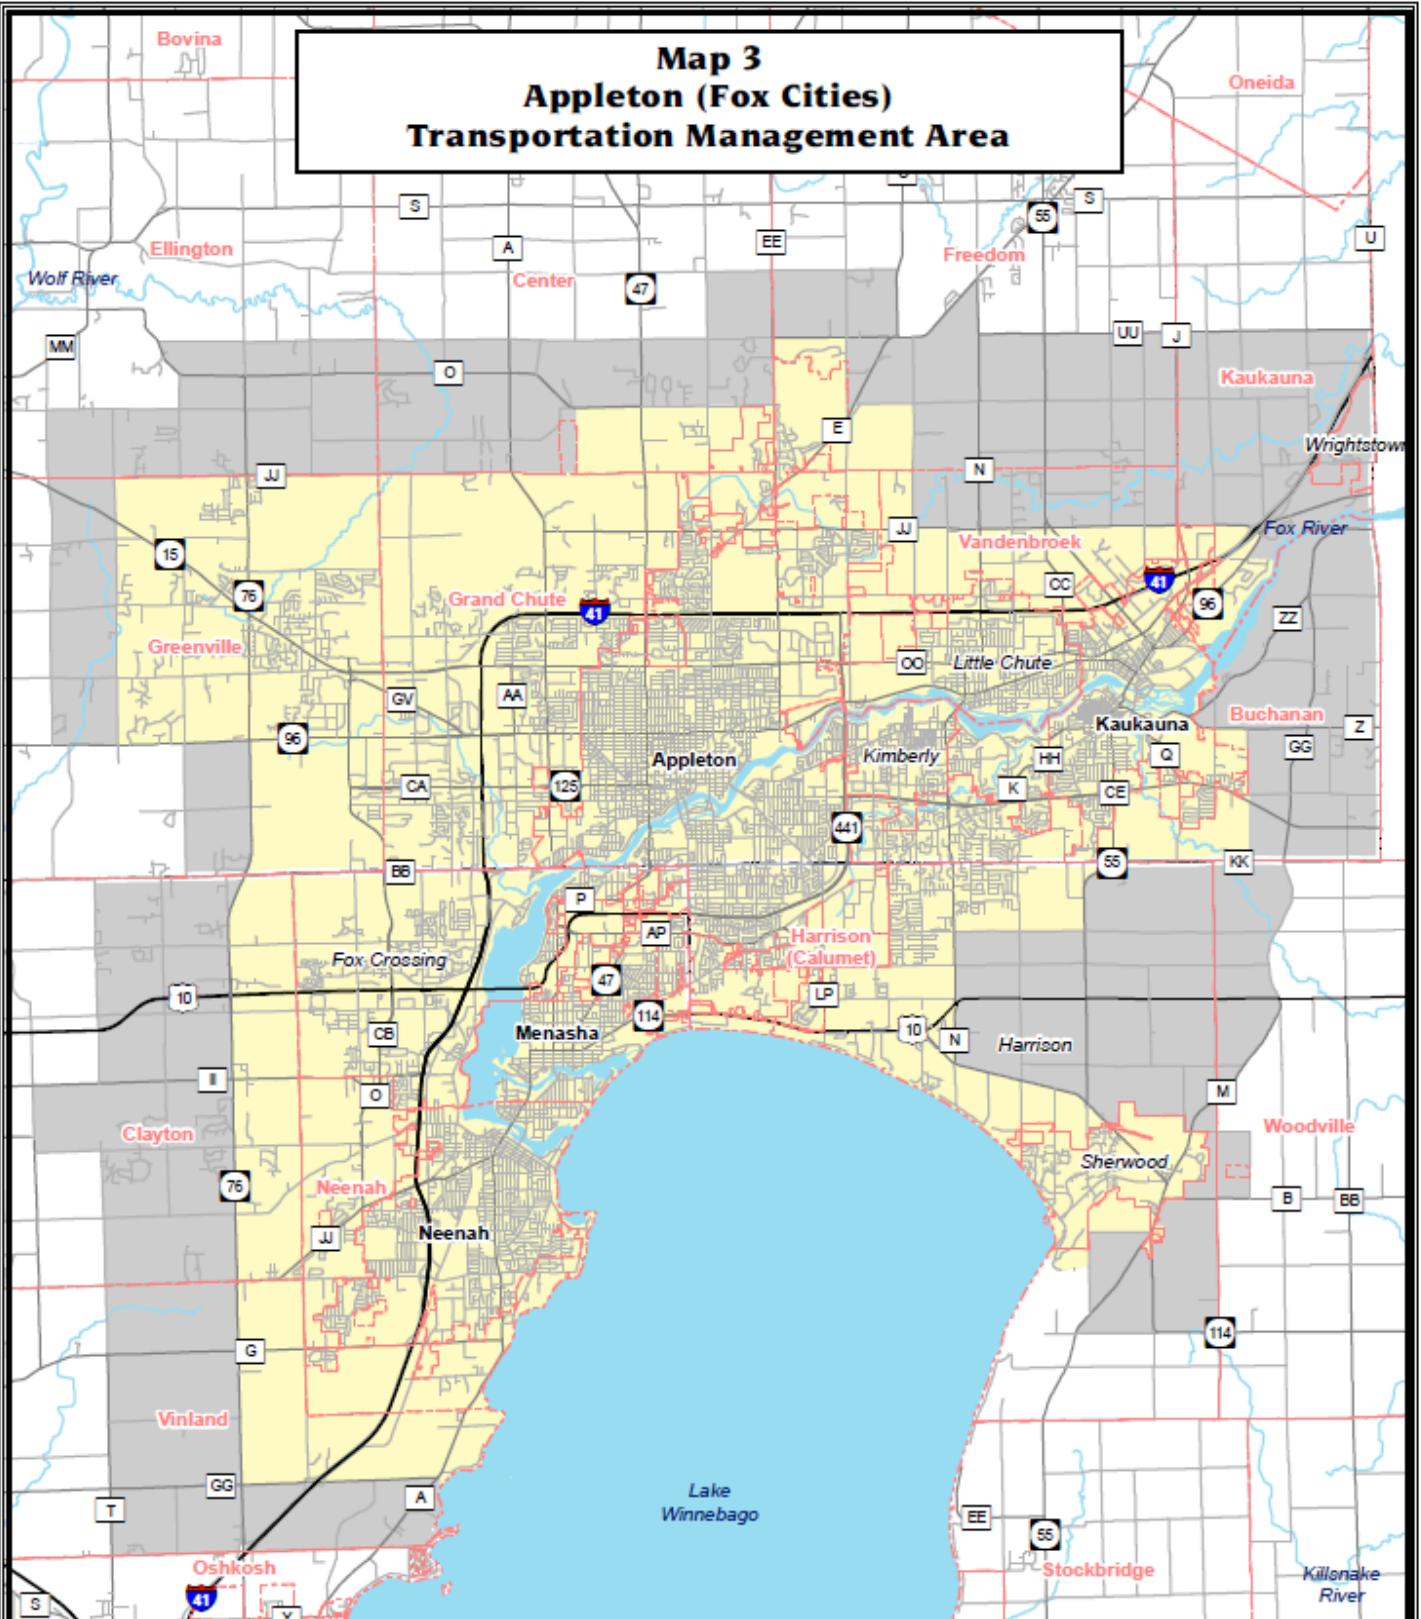 Map 3
Appleton (Fox Cities)
Transportation Management Area
Bovina
Oneida
S
S
55
U
Ellington
A
EE
Freedom
Wolf River
Center
47
MM
O
UU
J
Kaukauna
E
Wrightstown
JJ
N
15
JJ
Vandenbroek
Fox River
76
Grand Chute
41
CC
41
96
ZZ
Greenville
OO
Little Chute
GV
AA
Kaukauna
Buchanan
Z
96
Appleton
Kimberly
HH
Q
GG
CA
125
K
CE
441
BB
55
KK
P
AP
Harrison
(Calumet)
Fox Crossing
47
LP
10
114
CB
Menasha
10
N
Harrison
II
O
M
Clayton
Woodville
Sherwood
76
Neenah
B
BB
JJ
Neenah
G
114
Vinland
GG
A
Lake
Winnebago
T
EE
55
Oshkosh
Stockbridge
Killsnake
River
41
S
Y